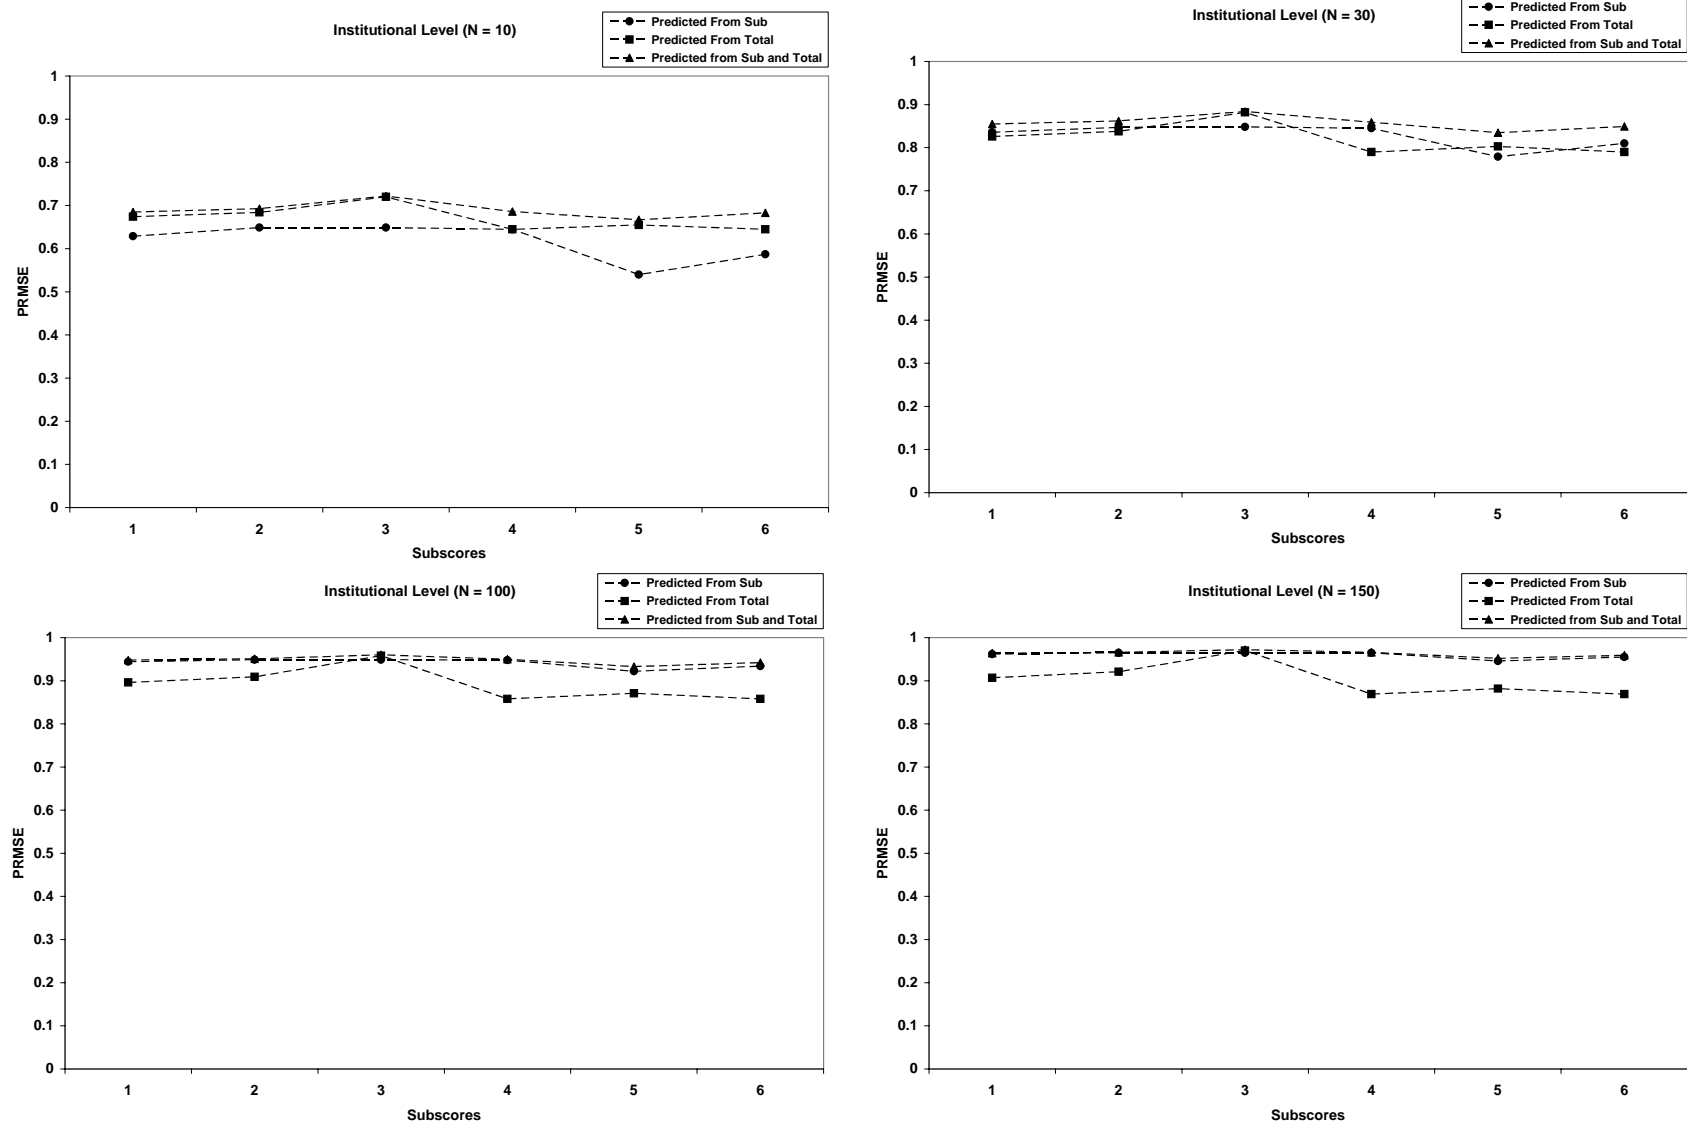 Institutional Level (N = 10)
Predicted From Sub
Predicted From Total
Predicted from Sub and Total
1
0.9
0.8
0.7
0.6
0.5
0.4
0.3
0.2
0.1
0
PRMSE
1 2 3 4 5 6
Subscores
Institutional Level (N = 30)
Predicted From Sub
Predicted From Total
Predicted from Sub and Total
1
0.9
0.8
0.7
0.6
0.5
0.4
0.3
0.2
0.1
0
PRMSE
1 2 3 4 5 6
Subscores
Institutional Level (N = 100)
Predicted From Sub
Predicted From Total
Predicted from Sub and Total
1
0.9
0.8
0.7
0.6
0.5
0.4
0.3
0.2
0.1
0
PRMSE
1 2 3 4 5 6
Subscores
Institutional Level (N = 150)
Predicted From Sub
Predicted From Total
Predicted from Sub and Total
1
0.9
0.8
0.7
0.6
0.5
0.4
0.3
0.2
0.1
0
PRMSE
1 2 3 4 5 6
Subscores